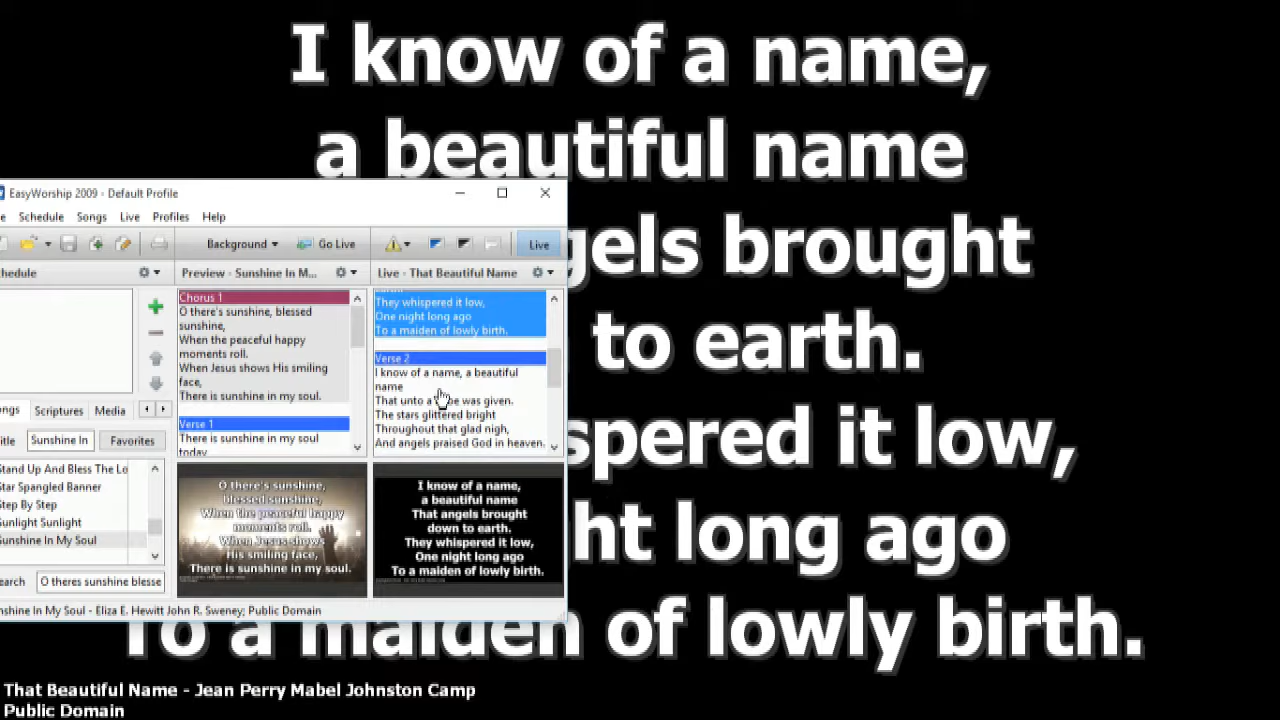 I know of a name,
a beautiful name
gels brought
to earth.
spered it low,
ht long ago
To a maiden of lowly birth.
That Beautiful Name - Jean Perry Mabel Johnston Camp
Public Domain
EasyWorship 2009 - Default Profile
Schedule Songs Live Profiles Help
Background Go Live Live
hedule
Preview - Sunshine In M...
Live - That Beautiful Name
Chorus 1
O there's sunshine, blessed
sunshine,
When the peaceful happy
moments roll.
When Jesus shows His smiling
face,
There is sunshine in my soul.
Verse 1
There is sunshine in my soul
today
They whispered it low,
One night long ago
To a maiden of lowly birth.
Verse 2
I know of a name, a beautiful
name
That unto a be was given.
The stars glittered bright
Throughout that glad nigh,
And angels praised God in heaven.
ngs Scriptures Media
itle Sunshine In Favorites
Stand Up And Bless The Lo
Star Spangled Banner
Step By Step
Sunlight Sunlight
Sunshine In My Soul
earch O theres sunshine blesse
O there's sunshine,
blessed sunshine,
When the peaceful happy
moments roll.
When Jesus shows
His smiling face,
There is sunshine in my soul.
I know of a name,
a beautiful name
That angels brought
down to earth.
They whispered it low,
One night long ago
To a maiden of lowly birth.
nshine In My Soul - Eliza E. Hewitt John R. Sweney; Public Domain